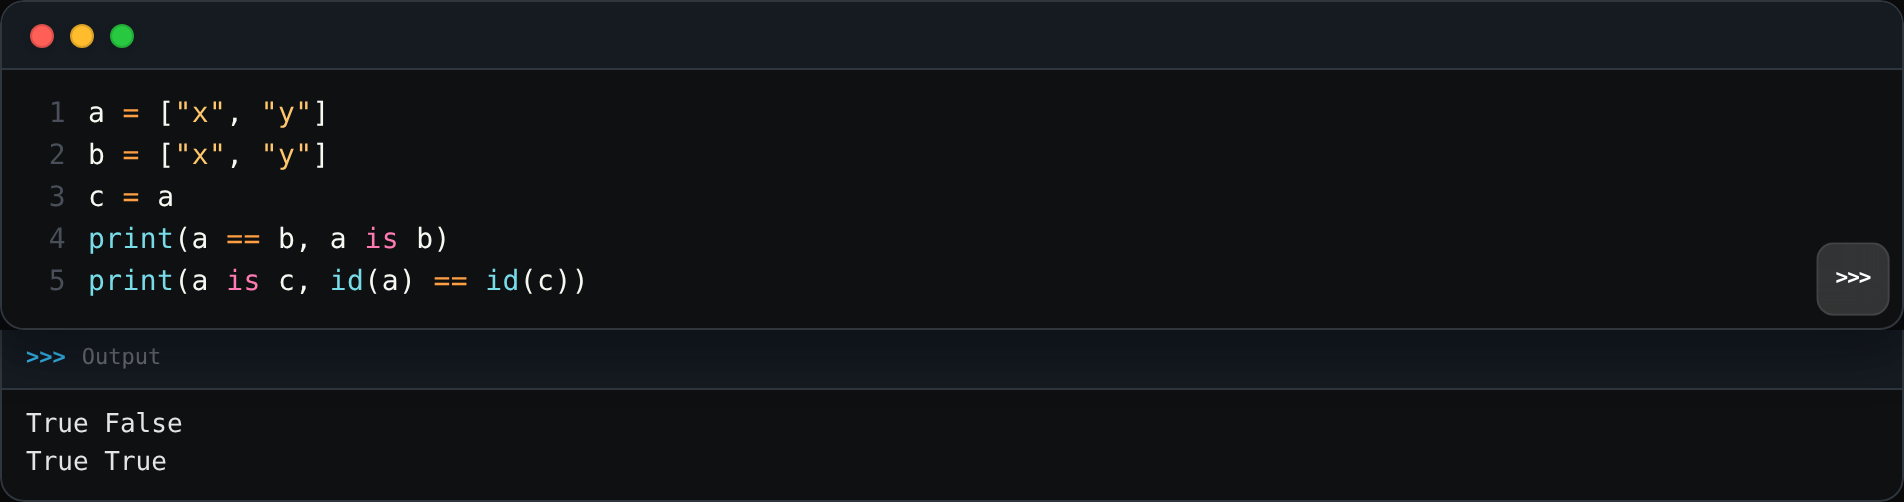 1 a = ["x", "y"]
2 b = ["x", "y"]
3 c = a
4 print(a == b, a is b)
5 print(a is c, id(a) == id(c))
>>>
>>> Output
True False
True True